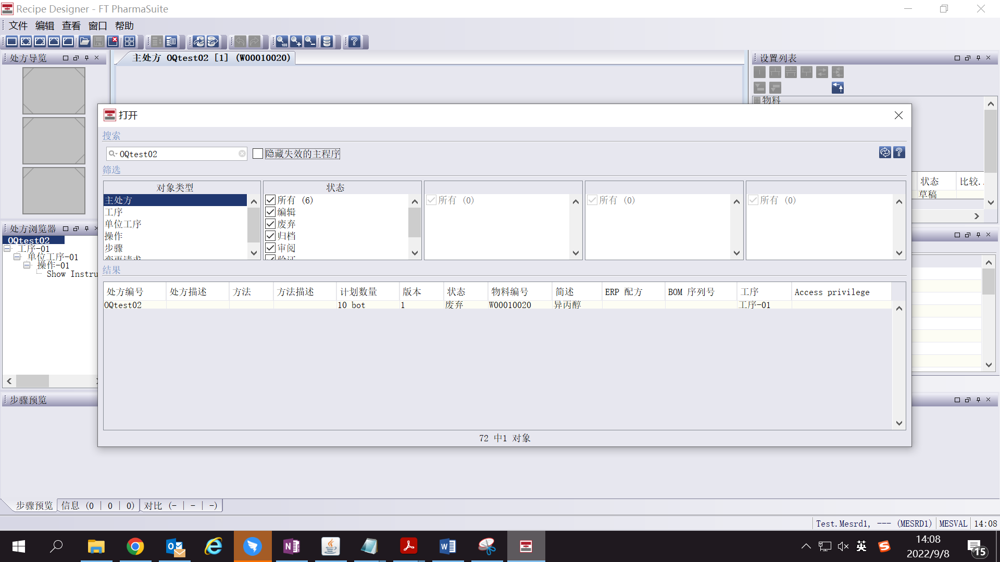 Recipe Designer - FT PharmaSuite
文件 编辑 查看 窗口 帮助
处方导览
主处方 OQtest02 [1] (W00010020)
设置列表
物料
打开
搜索
OQtest02
隐藏失效的主程序
筛选
对象类型
状态
主处方
工序
单位工序
操作
步骤
变更请求
所有 (6)
编辑
废弃
归档
审阅
验证
所有 (0)
所有 (0)
所有 (0)
状态 比较..
草稿
处方浏览器
OQtest02
工序-01
单位工序-01
操作-01
Show Instru
结果
处方编号 处方描述 方法 方法描述 计划数量 版本 状态 物料编号 简述 ERP 配方 BOM 序列号 工序 Access privilege
OQtest02 10 bot 1 废弃 W00010020 异丙醇 工序-01
72 中1 对象
步骤预览
步骤预览 信息 (0 | 0 | 0) 对比 (- | - | -)
Test.Mesrd1, --- (MESRD1) MESVAL 14:08
英
14:08
2022/9/8
15